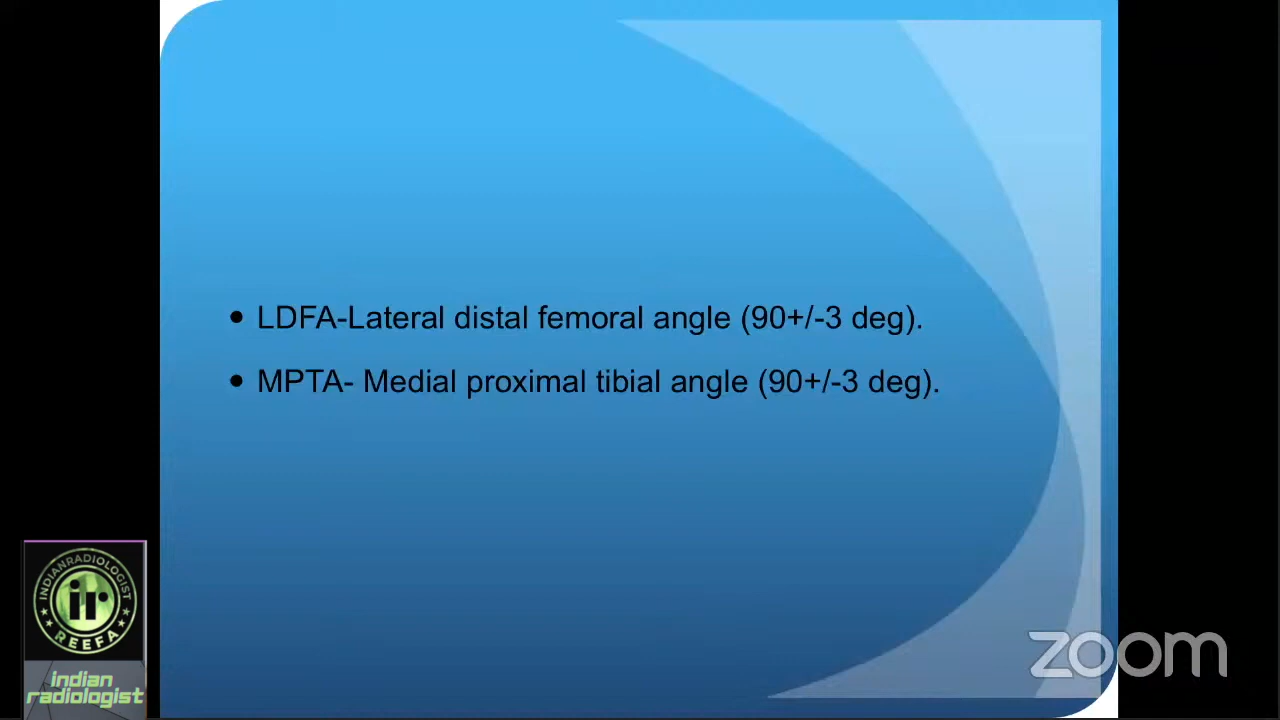 • LDFA-Lateral distal femoral angle (90+/-3 deg).
• MPTA- Medial proximal tibial angle (90+/-3 deg).
INDIANRADIOLOGIST
ir
REEFA
indian
radiologist
zoom